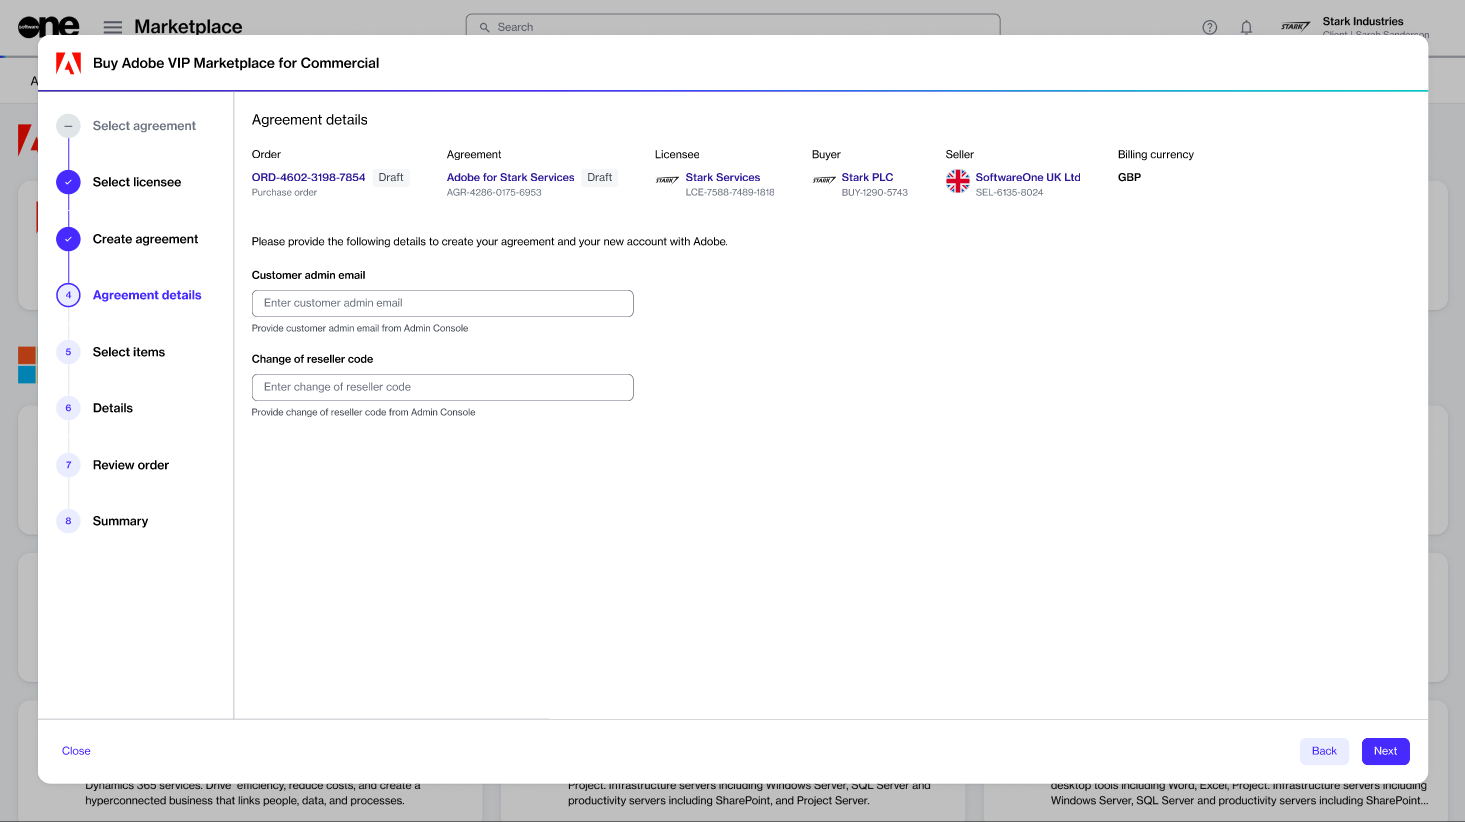 software one
Marketplace
Search
STARK
Stark Industries
Client | Sarah Sanderson
A
Buy Adobe VIP Marketplace for Commercial
Select agreement
Select licensee
Create agreement
4 Agreement details
5 Select items
6 Details
7 Review order
8 Summary
Agreement details
Order
ORD-4602-3198-7854 Draft
Purchase order
Agreement
Adobe for Stark Services Draft
AGR-4286-0175-6953
Licensee
STARK Stark Services
LCE-7588-7489-1818
Buyer
STARK Stark PLC
BUY-1290-5743
Seller
SoftwareOne UK Ltd
SEL-6135-8024
Billing currency
GBP
Please provide the following details to create your agreement and your new account with Adobe.
Customer admin email
Enter customer admin email
Provide customer admin email from Admin Console
Change of reseller code
Enter change of reseller code
Provide change of reseller code from Admin Console
Close
Back
Next
Dynamics 365 services. Drive efficiency, reduce costs, and create a
hyperconnected business that links people, data, and processes.
Project. Infrastructure servers including Windows Server, SQL Server and
productivity servers including SharePoint, and Project Server.
desktop tools including Word, Excel, Project. Infrastructure servers including
Windows Server, SQL Server and productivity servers including SharePoint...